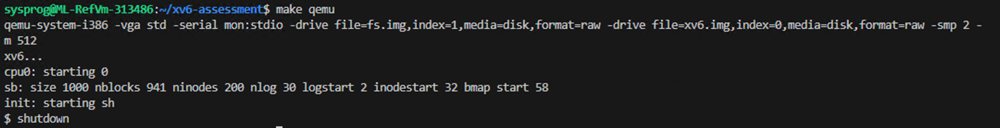 sysprog@ML-RefVm-313486:~/xv6-assessment$ make qemu
qemu-system-i386 -vga std -serial mon:stdio -drive file=fs.img,index=1,media=disk,format=raw -drive file=xv6.img,index=0,media=disk,format=raw -smp 2 -
m 512
xv6...
cpu0: starting 0
sb: size 1000 nblocks 941 ninodes 200 nlog 30 logstart 2 inodestart 32 bmap start 58
init: starting sh
$ shutdown